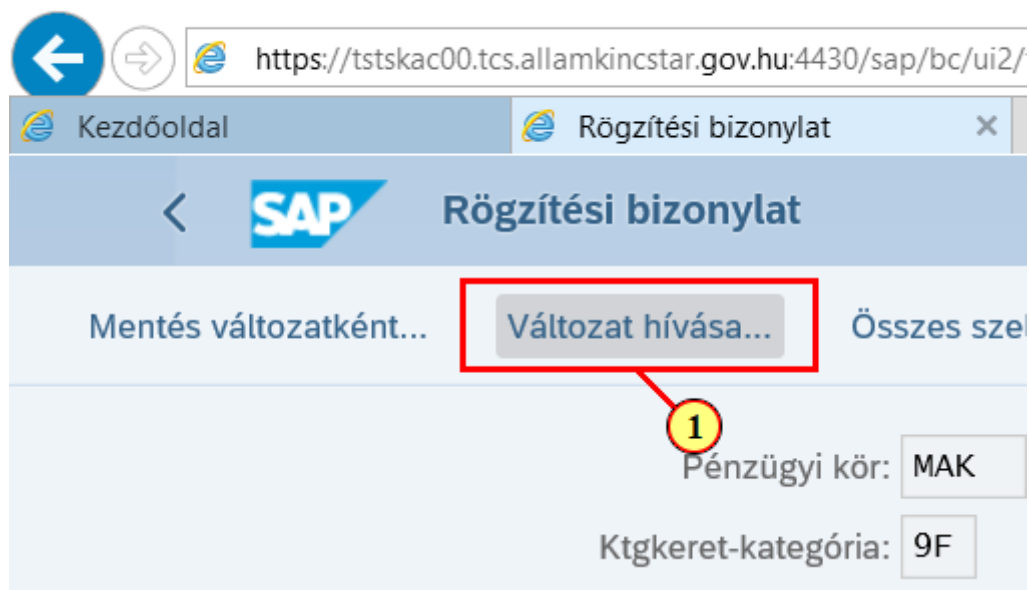 https://tstskac00.tcs.allamkincstar.gov.hu:4430/sap/bc/ui2/
Kezdőoldal Rögzítési bizonylat
SAP Rögzítési bizonylat
Mentés változatként... Változat hívása... Összes
1
Pénzügyi kör: MAK
Ktgkeret-kategória: 9F